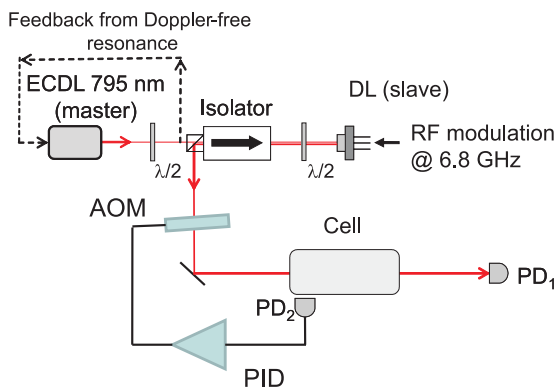 Feedback from Doppler-free
resonance
ECDL 795 nm
(master)
Isolator
DL (slave)
RF modulation
@ 6.8 GHz
λ/2
λ/2
AOM
Cell
PD₁
PD₂
PID